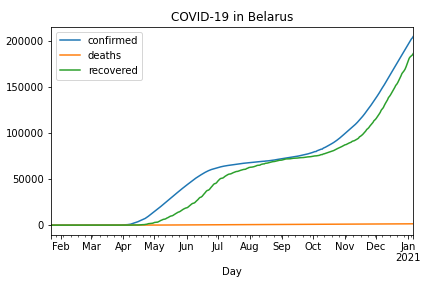 COVID-19 in Belarus
confirmed
deaths
recovered
200000
150000
100000
50000
0
Feb Mar Apr May Jun Jul Aug Sep Oct Nov Dec Jan
2021
Day